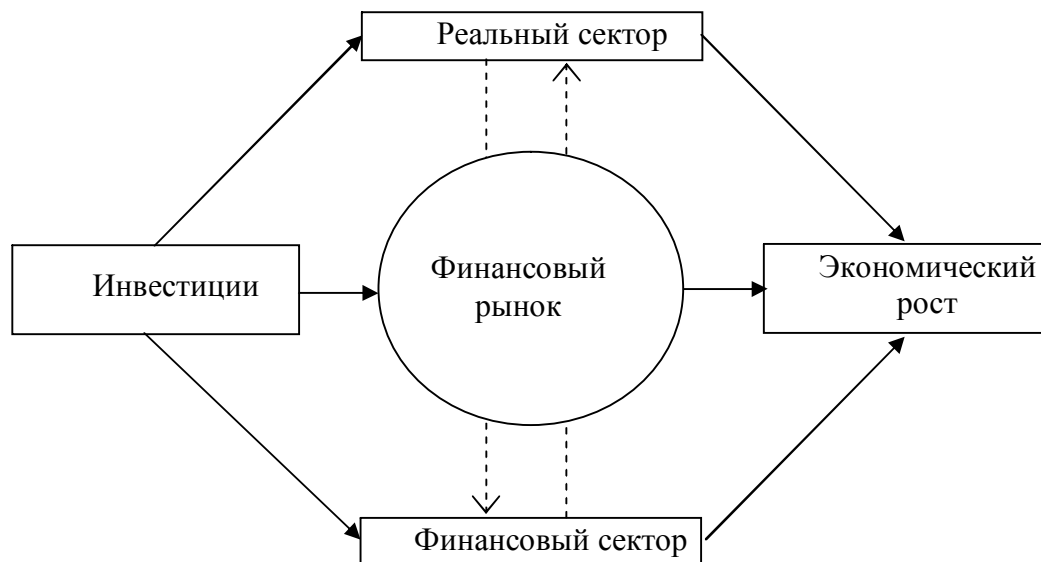 Реальный сектор
Инвестиции
Финансовый
рынок
Экономический
рост
Финансовый сектор